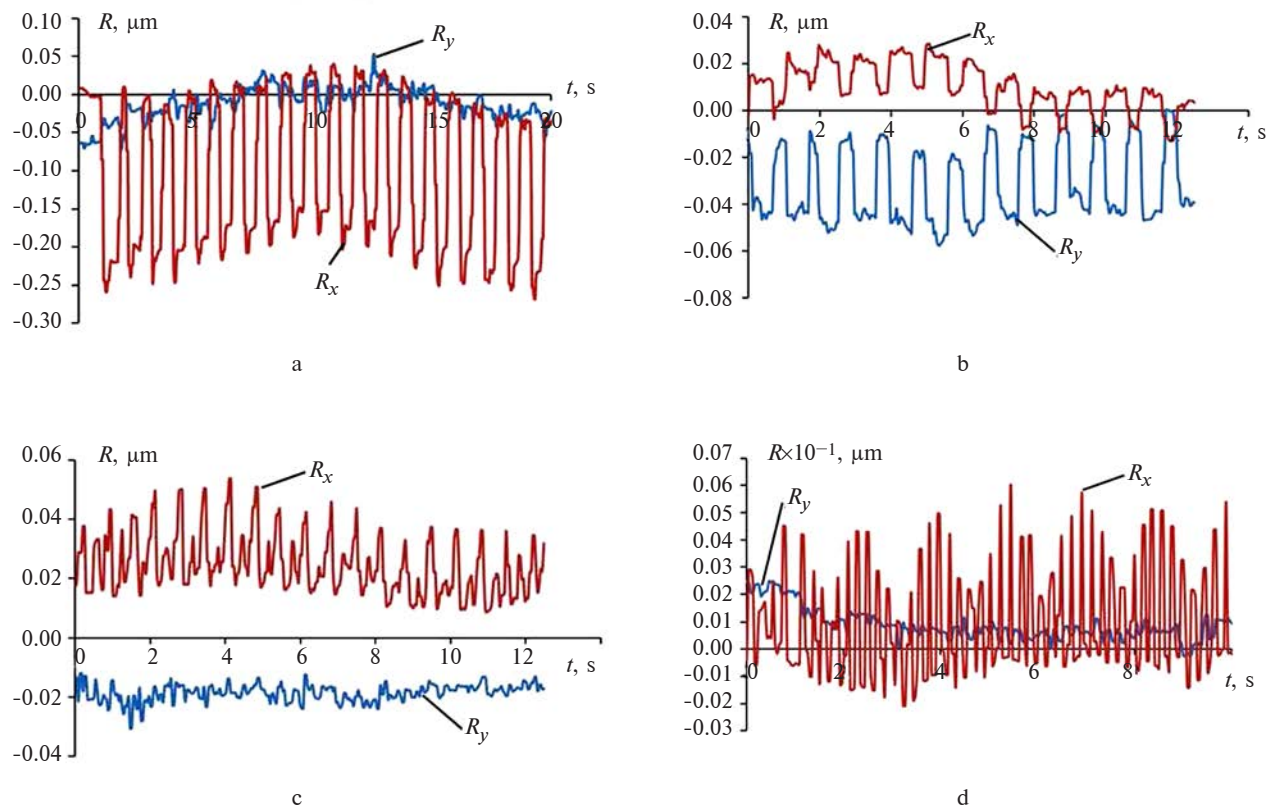 0.10
R, μm
R_y
0.05
0.00
t, s
0
5
10
15
20
-0.05
-0.10
-0.15
-0.20
-0.25
R_x
-0.30
a
0.04
R, μm
R_x
0.02
0.00
0
2
4
6
8
10
12
t, s
-0.02
-0.04
R_y
-0.06
-0.08
b
0.06
R, μm
R_x
0.04
0.02
0.00
0
2
4
6
8
10
12
t, s
-0.02
R_y
-0.04
c
0.07
R×10⁻¹, μm
R_x
0.06
R_y
0.05
0.04
0.03
0.02
0.01
0.00
0
2
4
6
8
-0.01
t, s
-0.01
-0.02
-0.03
d